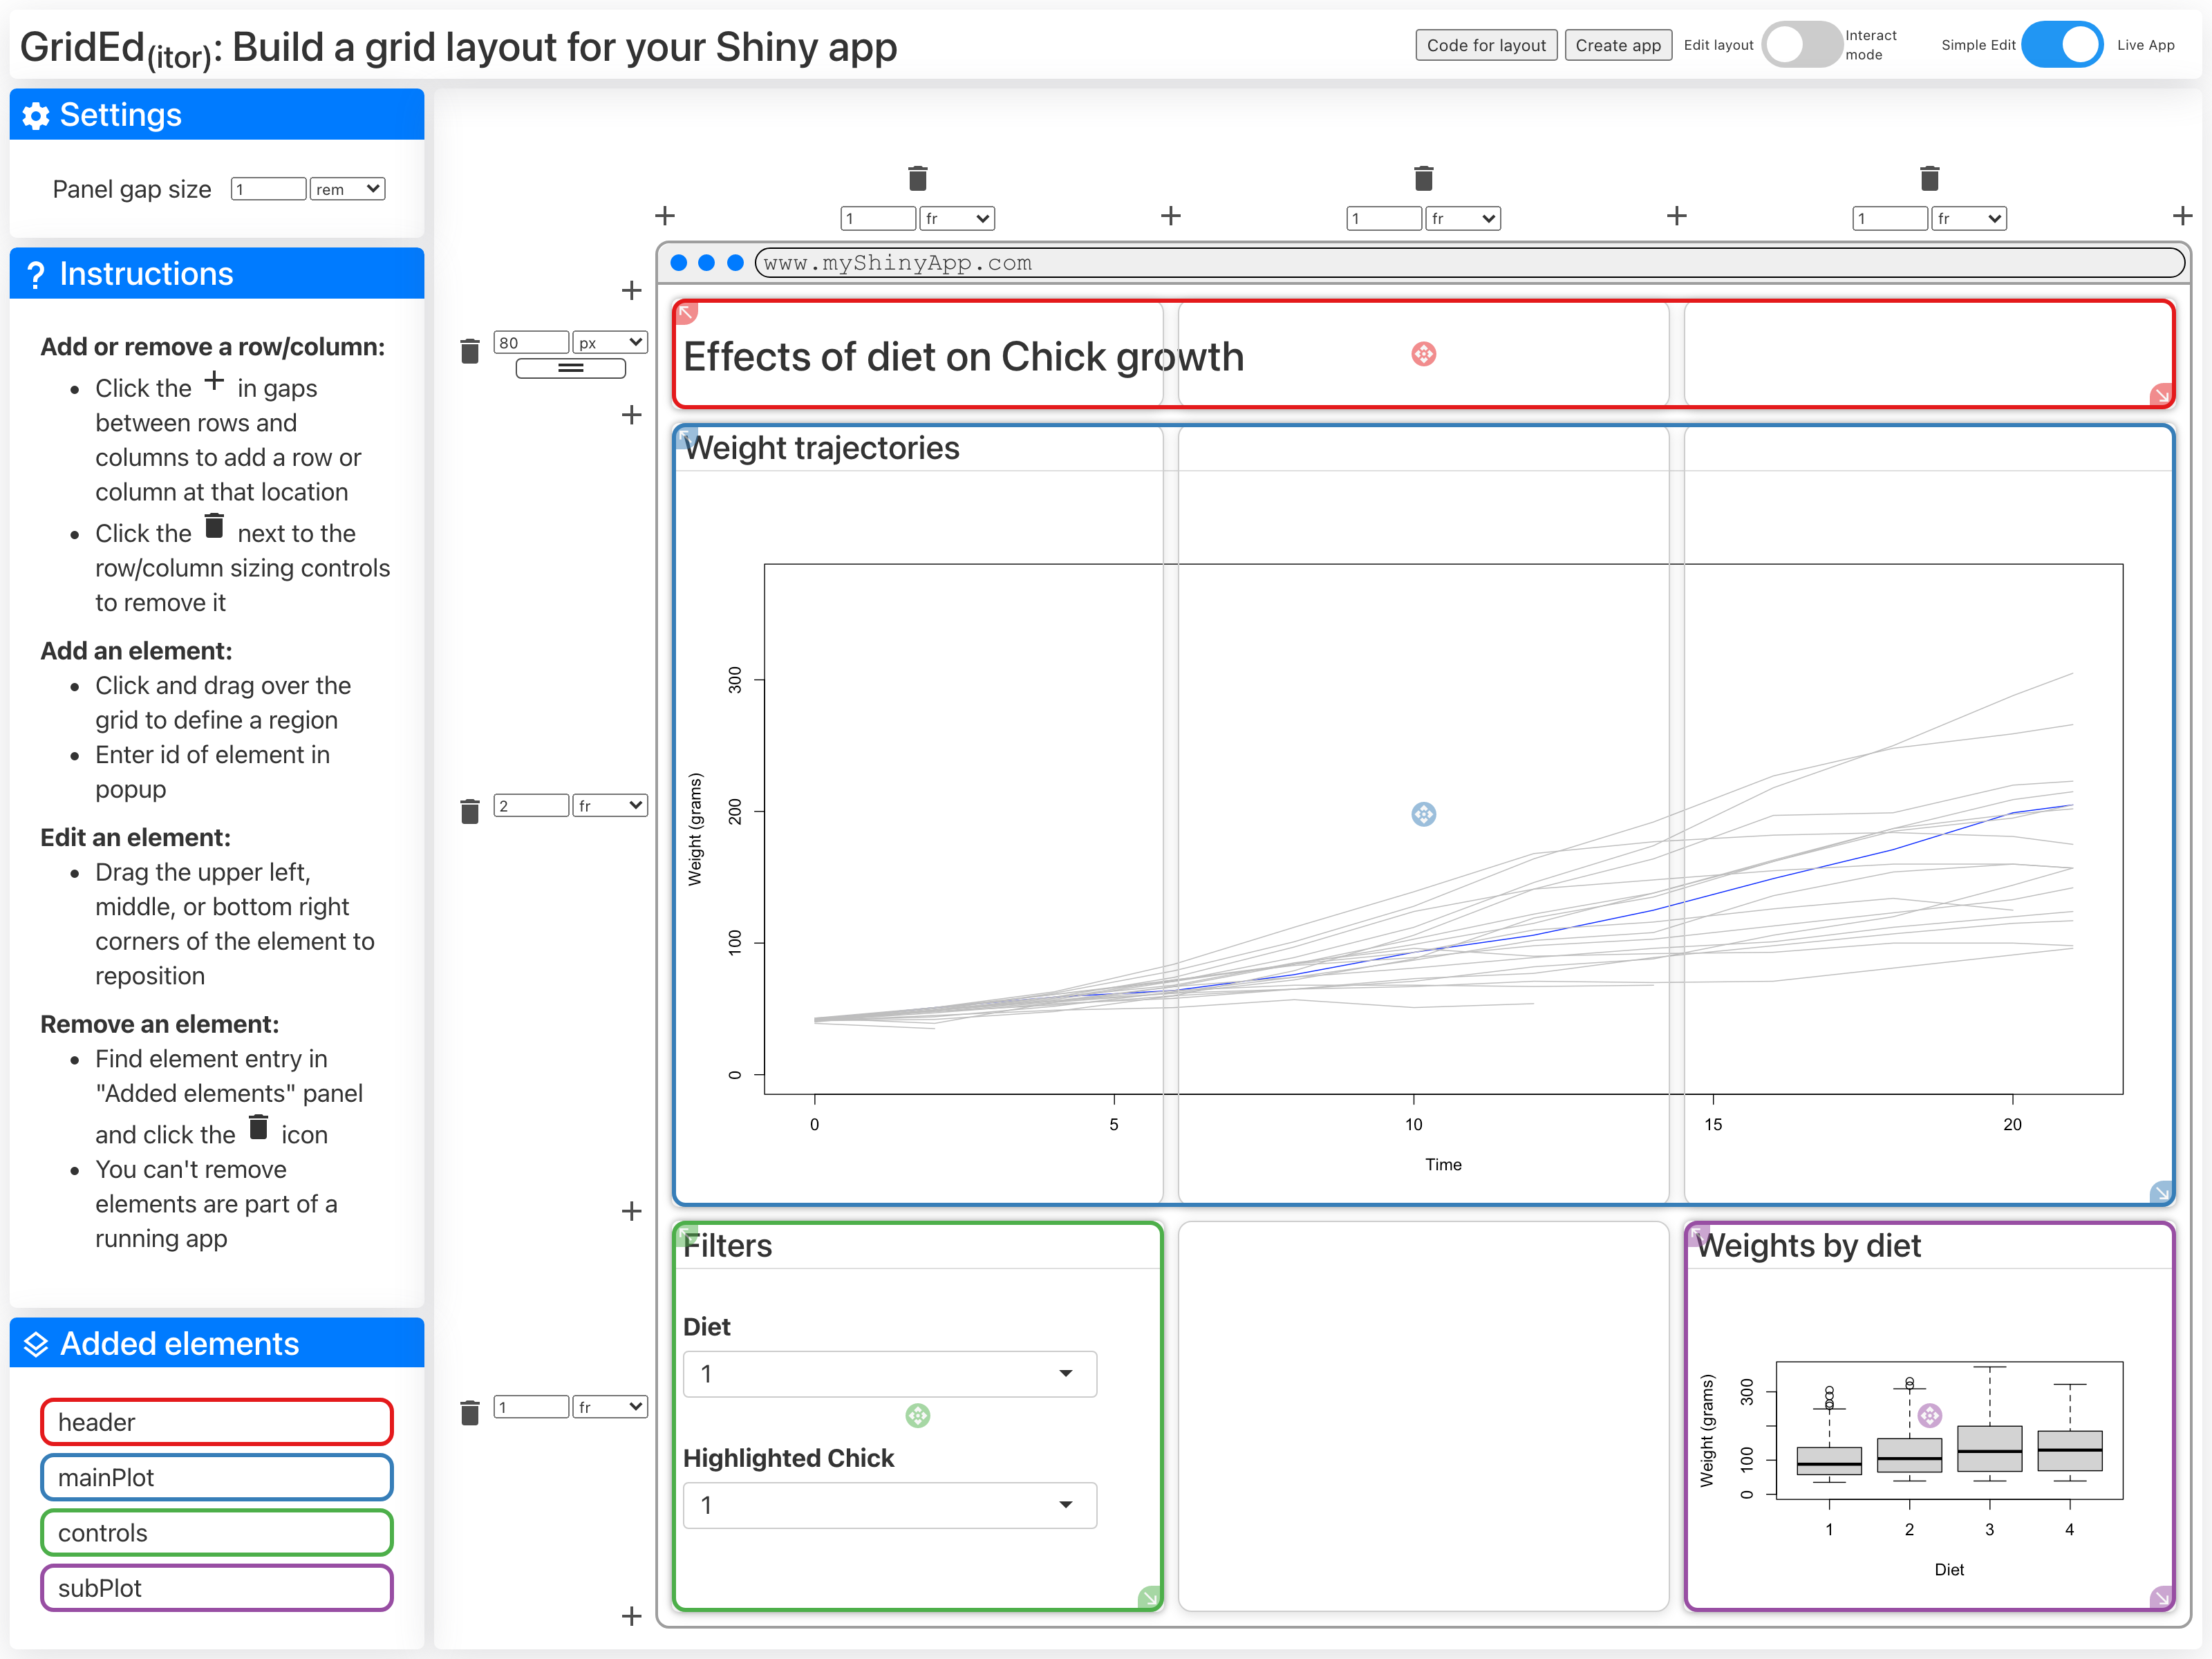 GridEd(itor): Build a grid layout for your Shiny app
Code for layout
Create app
Edit layout
Interact
mode
Simple Edit
Live App
Settings
Panel gap size
1
rem
? Instructions
Add or remove a row/column:
• Click the + in gaps
between rows and
columns to add a row or
column at that location
• Click the next to the
row/column sizing controls
to remove it
Add an element:
• Click and drag over the
grid to define a region
• Enter id of element in
popup
Edit an element:
• Drag the upper left,
middle, or bottom right
corners of the element to
reposition
Remove an element:
• Find element entry in
"Added elements" panel
and click the icon
• You can't remove
elements are part of a
running app
Added elements
header
mainPlot
controls
subPlot
+ 1 fr + 1 fr + 1 fr +
www.myShinyApp.com
+
80 px
+
2 fr
+
1 fr
+
Effects of diet on Chick growth
Weight trajectories
Weight (grams)
300
200
100
0
0 5 10 15 20
Time
Filters
Diet
1
Highlighted Chick
1
Weights by diet
Weight (grams)
300
100
0
1 2 3 4
Diet